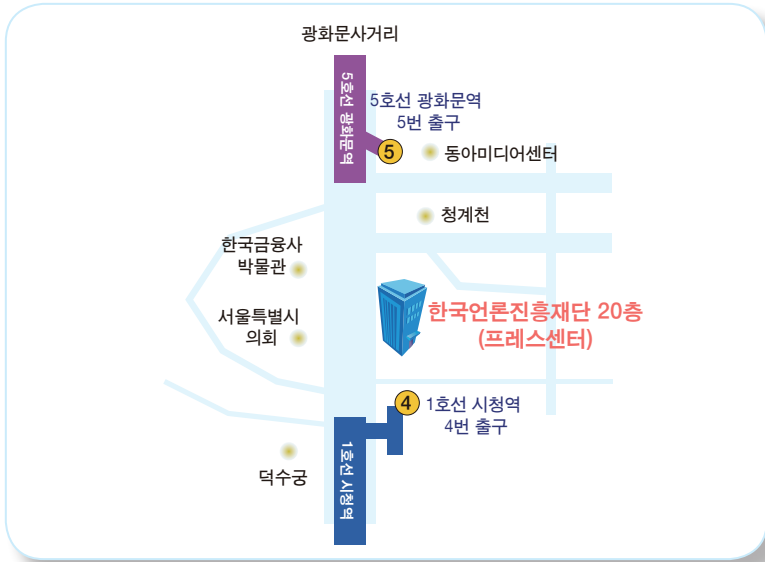 광화문사거리
5호선 광화문역
5호선 광화문역
5번 출구
5
동아미디어센터
청계천
한국금융사
박물관
한국언론진흥재단 20층
(프레스센터)
서울특별시
의회
4
1호선 시청역
4번 출구
1호선 시청역
덕수궁